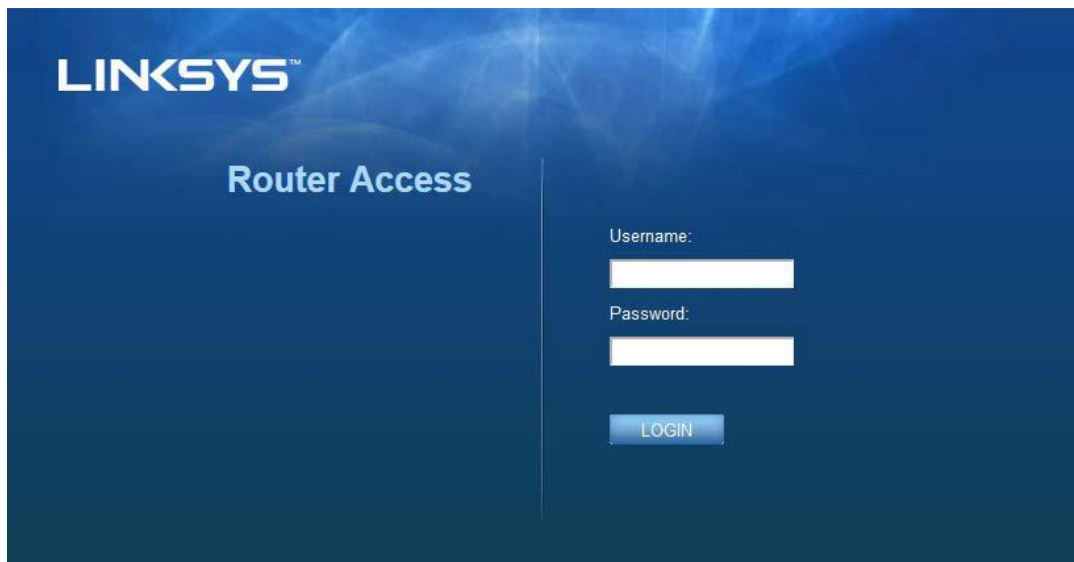 LINKSYS™
Router Access
Username:
Password:
LOGIN